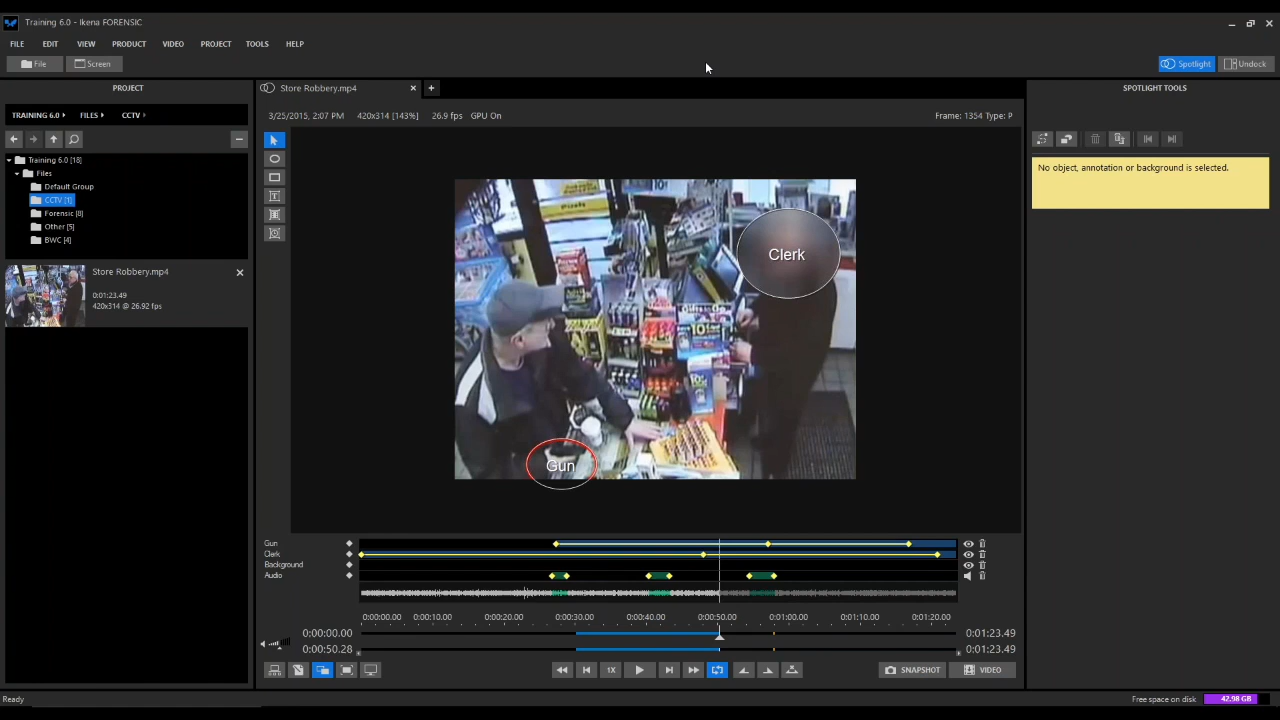 Training 6.0 - Ikena FORENSIC
FILE EDIT VIEW PRODUCT VIDEO PROJECT TOOLS HELP
File Screen Spotlight Undock
PROJECT
TRAINING 6.0 FILES CCTV
Training 6.0 [18]
Files
Default Group
CCTV [1]
Forensic [8]
Other [5]
BWC [4]
Store Robbery.mp4
0:01:23.49
420x314 @ 26.92 fps
Store Robbery.mp4
3/25/2015, 2:07 PM 420x314 [143%] 26.9 fps GPU On Frame: 1354 Type: P
Clerk
Gifts to Go
10
Gun
Gun
Clerk
Background
Audio
0:00:00.00 0:00:10.00 0:00:20.00 0:00:30.00 0:00:40.00 0:00:50.00 0:01:00.00 0:01:10.00 0:01:20.00
0:00:00.00 0:01:23.49
0:00:50.28 0:01:23.49
1X SNAPSHOT VIDEO
SPOTLIGHT TOOLS
No object, annotation or background is selected.
Ready Free space on disk 42.98 GB